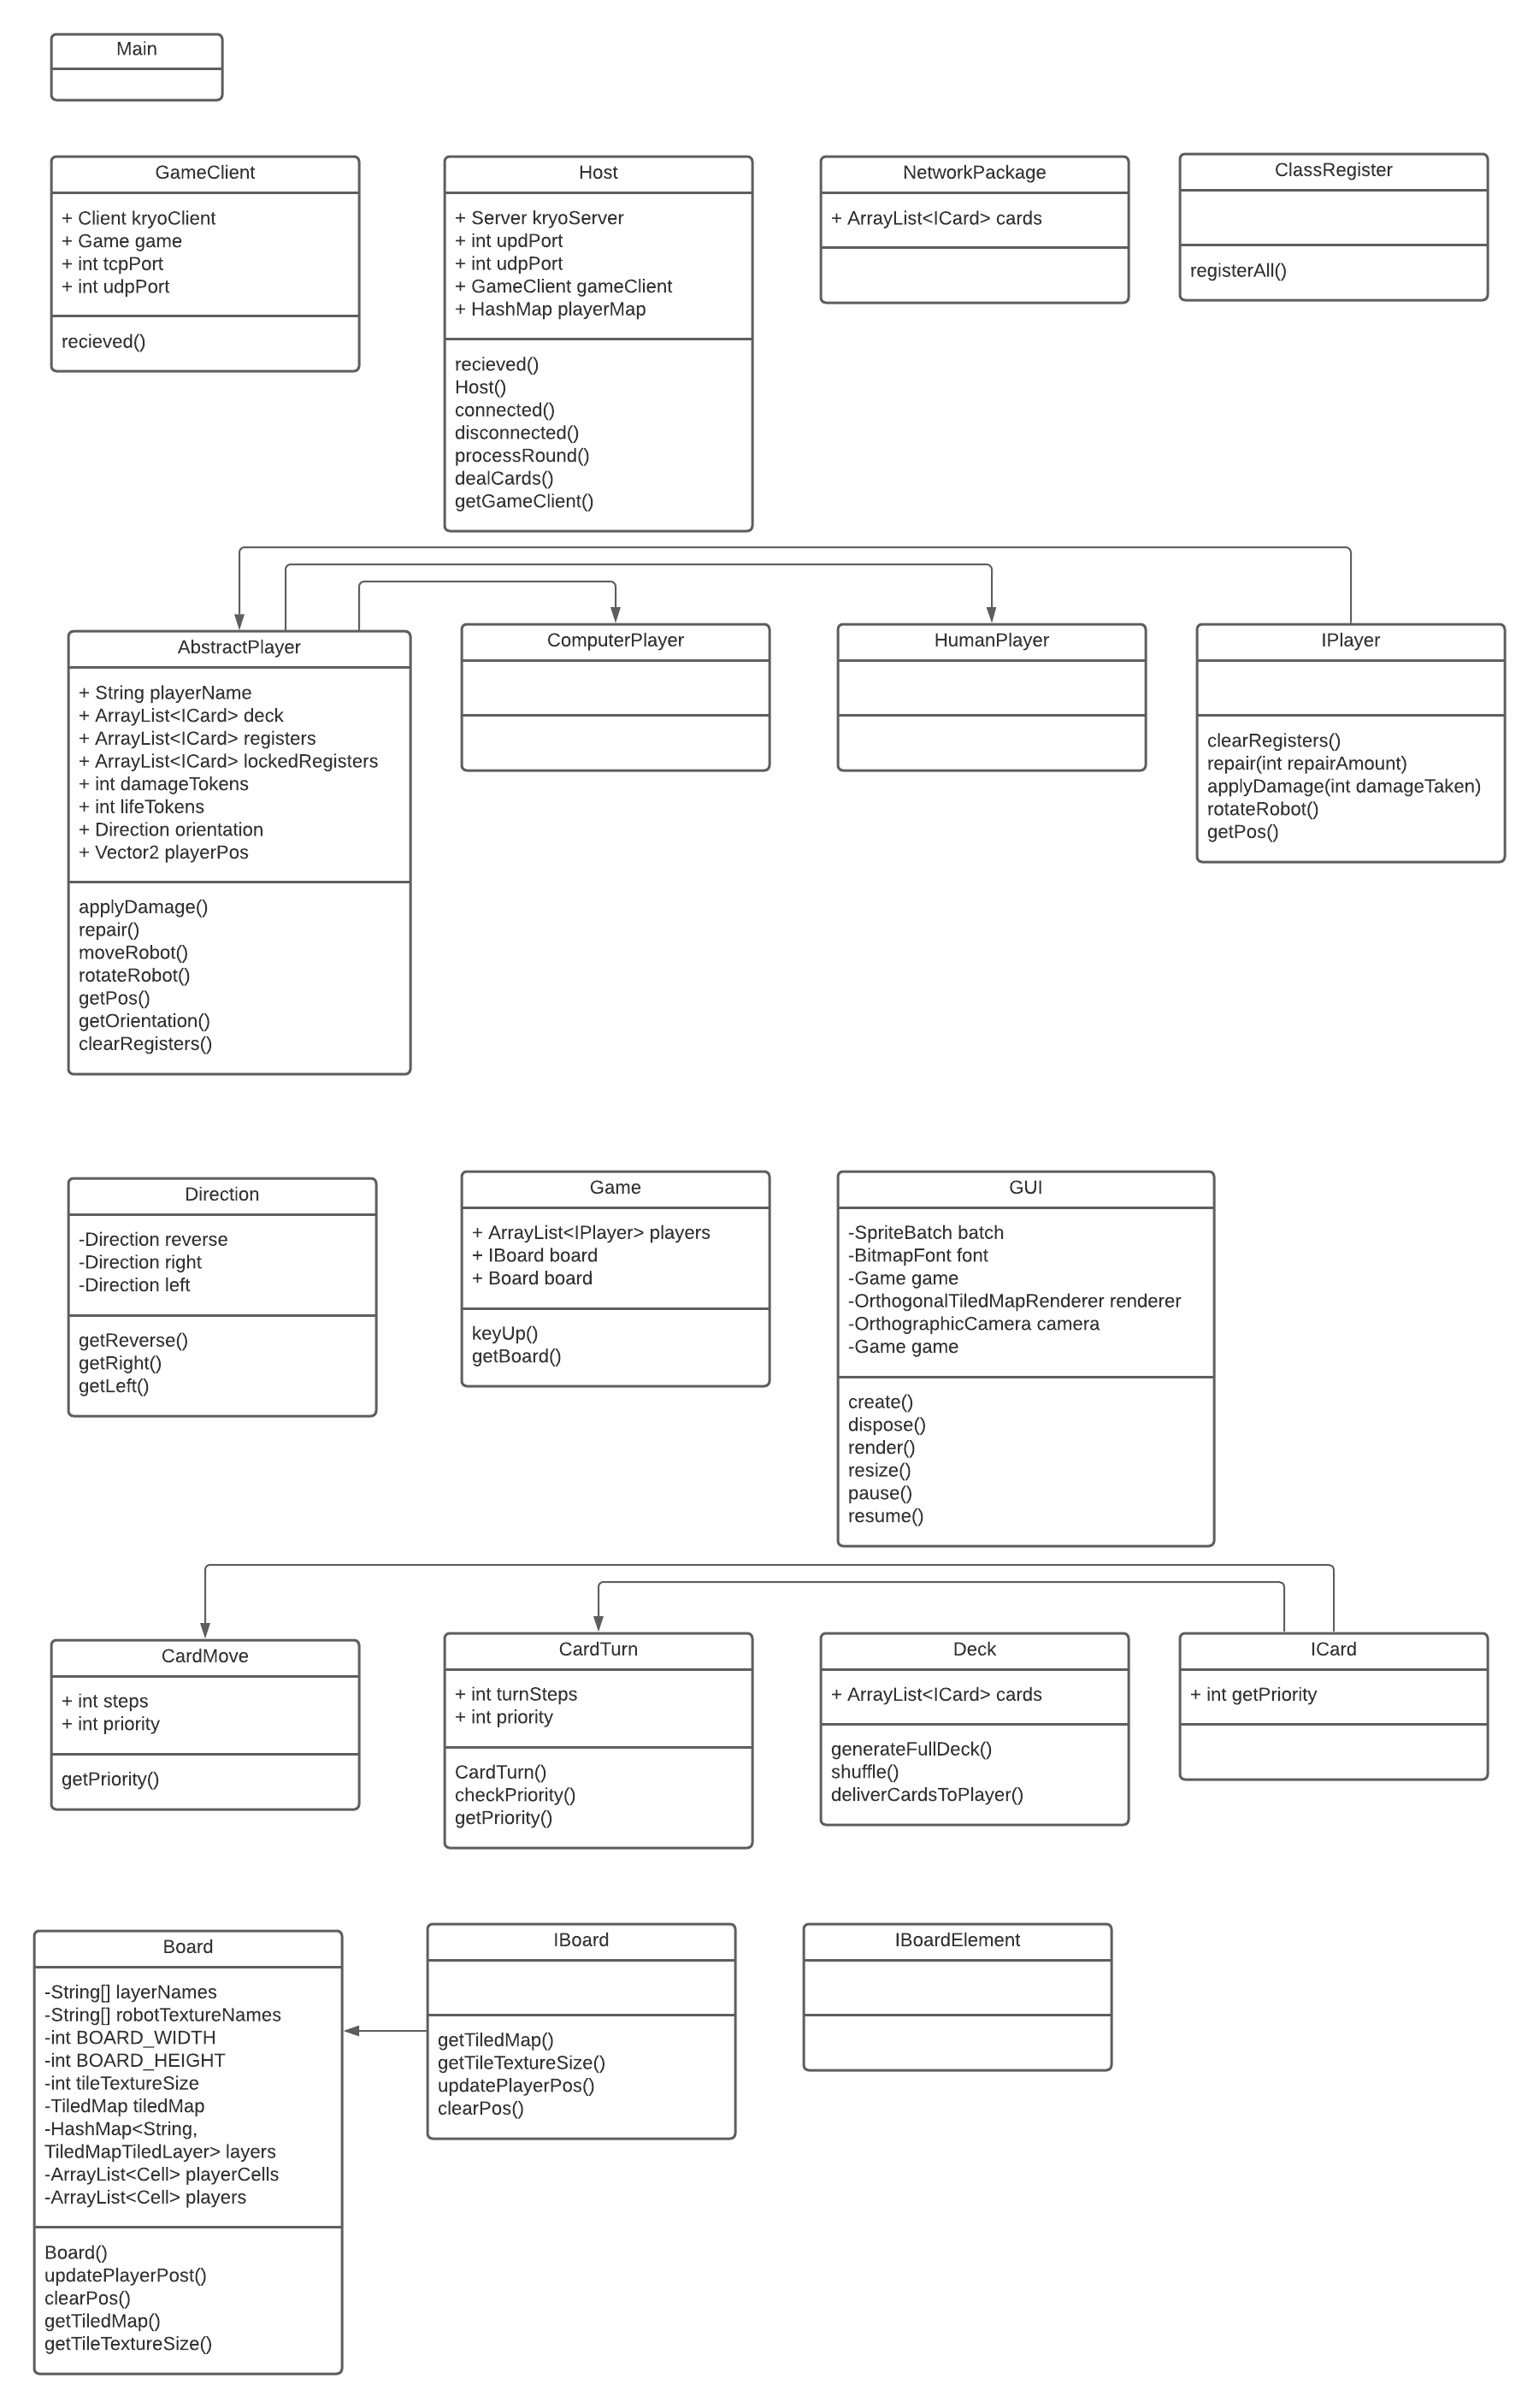 Main
GameClient
+ Client kryoClient
+ Game game
+ int tcpPort
+ int udpPort
recieved()
Host
+ Server kryoServer
+ int updPort
+ int udpPort
+ GameClient gameClient
+ HashMap playerMap
recieved()
Host()
connected()
disconnected()
processRound()
dealCards()
getGameClient()
NetworkPackage
+ ArrayList<ICard> cards
ClassRegister
registerAll()
AbstractPlayer
+ String playerName
+ ArrayList<ICard> deck
+ ArrayList<ICard> registers
+ ArrayList<ICard> lockedRegisters
+ int damageTokens
+ int lifeTokens
+ Direction orientation
+ Vector2 playerPos
applyDamage()
repair()
moveRobot()
rotateRobot()
getPos()
getOrientation()
clearRegisters()
ComputerPlayer
HumanPlayer
IPlayer
clearRegisters()
repair(int repairAmount)
applyDamage(int damageTaken)
rotateRobot()
getPos()
Direction
-Direction reverse
-Direction right
-Direction left
getReverse()
getRight()
getLeft()
Game
+ ArrayList<IPlayer> players
+ IBoard board
+ Board board
keyUp()
getBoard()
GUI
-SpriteBatch batch
-BitmapFont font
-Game game
-OrthogonalTiledMapRenderer renderer
-OrthographicCamera camera
-Game game
create()
dispose()
render()
resize()
pause()
resume()
CardMove
+ int steps
+ int priority
getPriority()
CardTurn
+ int turnSteps
+ int priority
CardTurn()
checkPriority()
getPriority()
Deck
+ ArrayList<ICard> cards
generateFullDeck()
shuffle()
deliverCardsToPlayer()
ICard
+ int getPriority
Board
-String[] layerNames
-String[] robotTextureNames
-int BOARD_WIDTH
-int BOARD_HEIGHT
-int tileTextureSize
-TiledMap tiledMap
-HashMap<String,
TiledMapTiledLayer> layers
-ArrayList<Cell> playerCells
-ArrayList<Cell> players
Board()
updatePlayerPost()
clearPos()
getTiledMap()
getTileTextureSize()
IBoard
getTiledMap()
getTileTextureSize()
updatePlayerPos()
clearPos()
IBoardElement